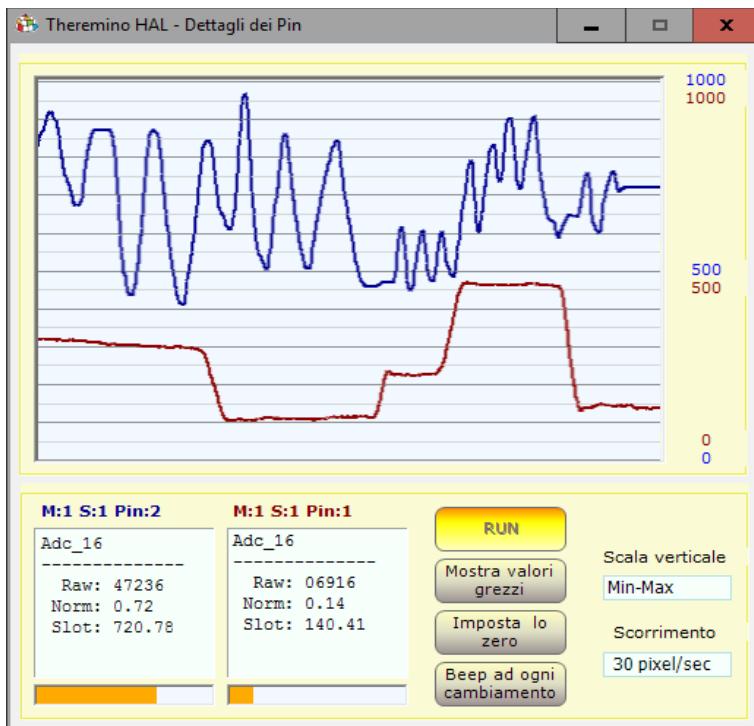 Theremino HAL - Dettagli dei Pin
1000
1000
500
500
0
0
M:1 S:1 Pin:2
Adc_16
--------------
Raw: 47236
Norm: 0.72
Slot: 720.78
M:1 S:1 Pin:1
Adc_16
--------------
Raw: 06916
Norm: 0.14
Slot: 140.41
RUN
Mostra valori
grezzi
Imposta lo
zero
Beep ad ogni
cambiamento
Scala verticale
Min-Max
Scorrimento
30 pixel/sec